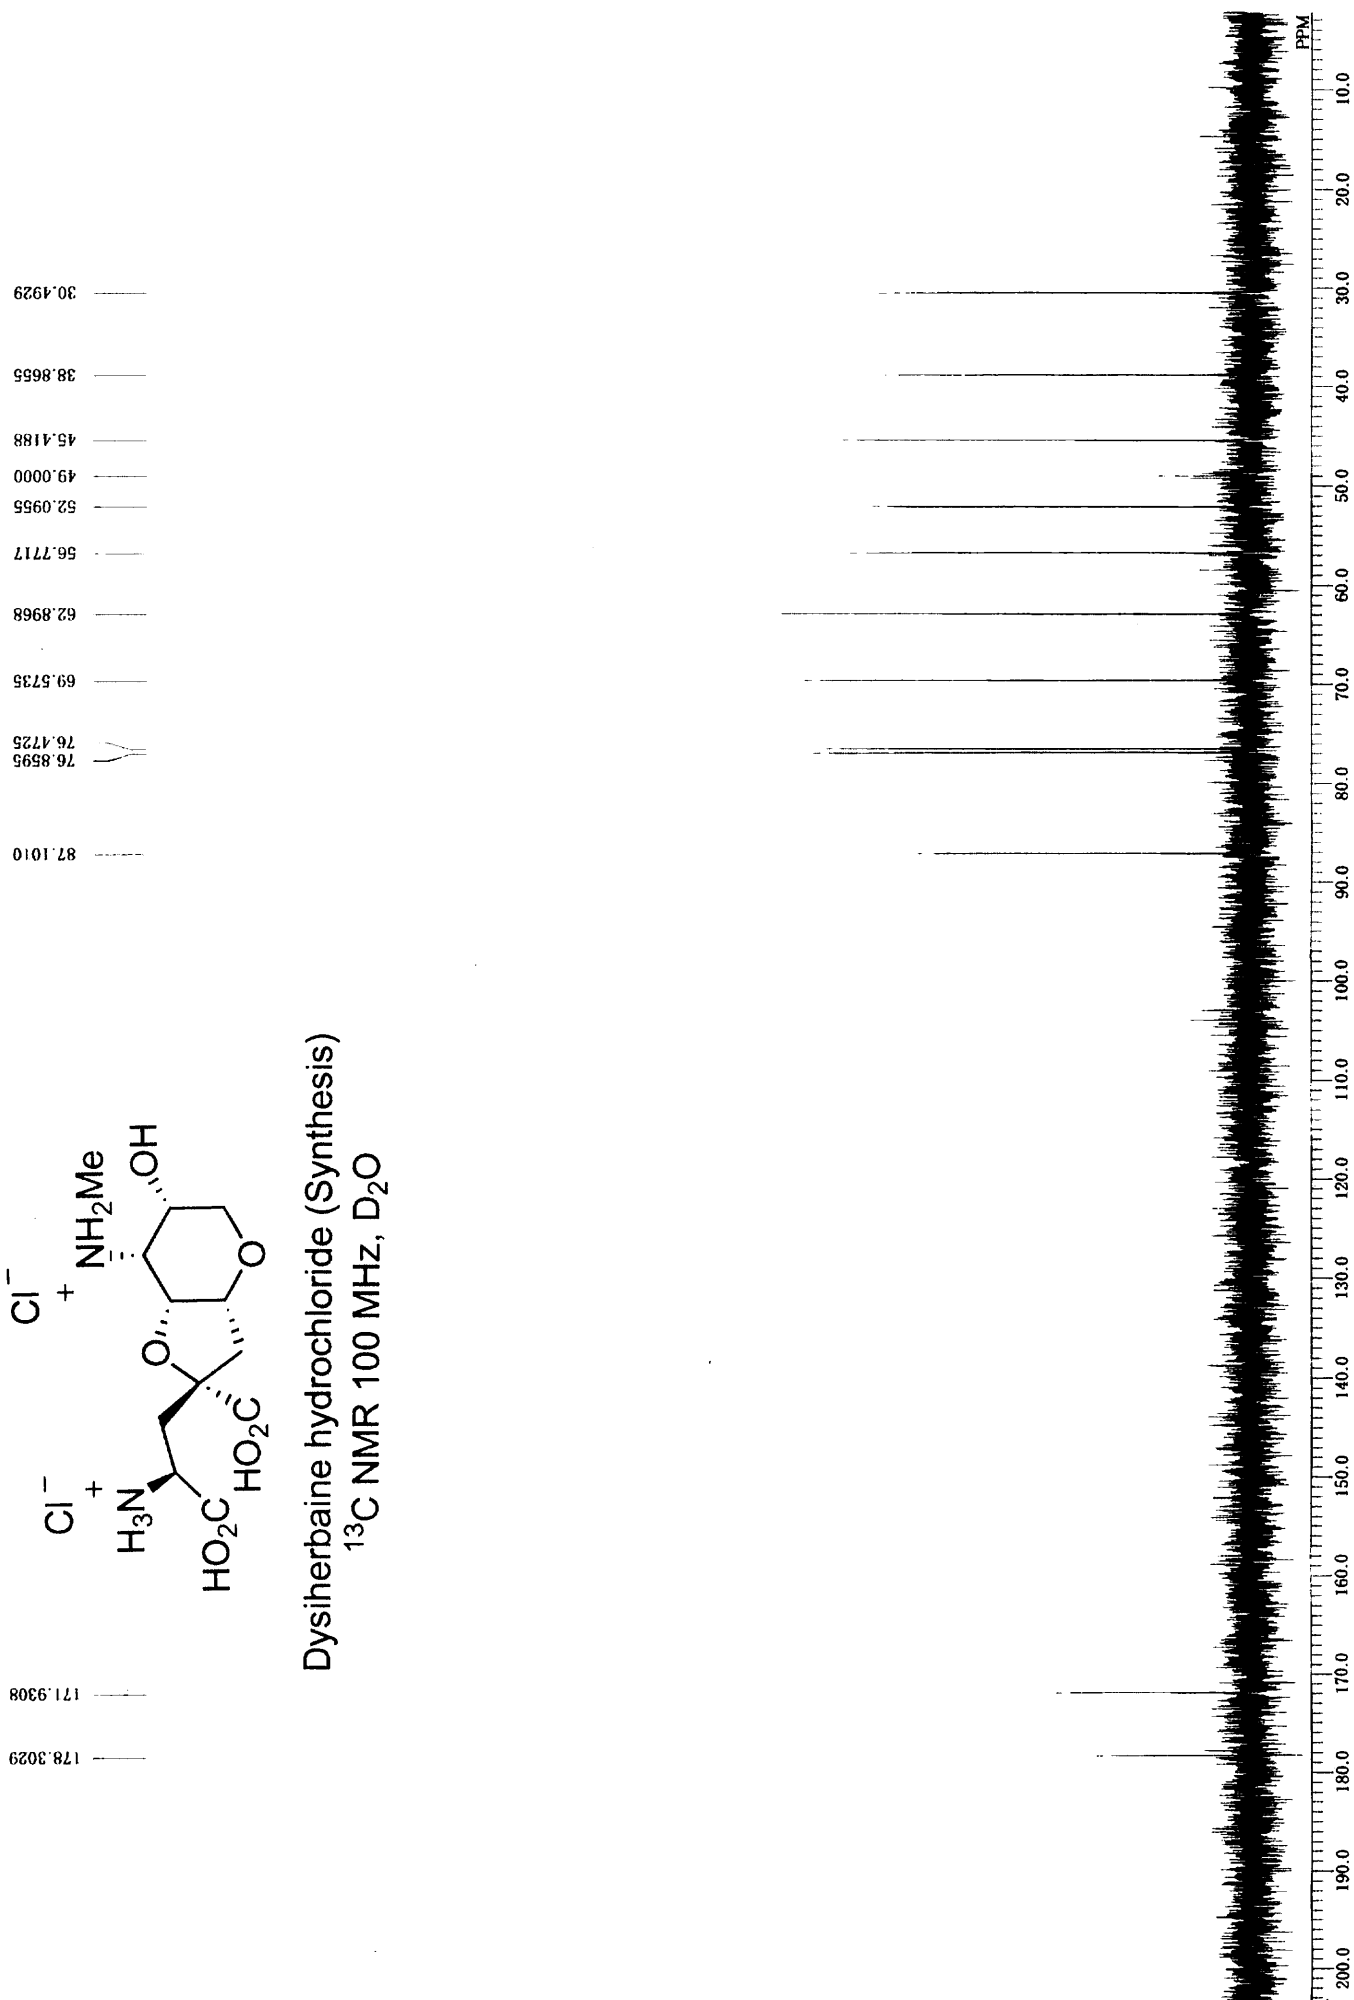 178.3029
171.9308
87.1010
76.8595
76.4725
69.5735
62.8968
56.7717
52.0955
49.0000
45.4188
38.8655
30.4929
Cl⁻
Cl⁻
+
+
H₃N
NH₂Me
O
OH
HO₂C
HO₂C
O
Dysiherbaine hydrochloride (Synthesis)
¹³C NMR 100 MHz, D₂O
PPM
200.0 190.0 180.0 170.0 160.0 150.0 140.0 130.0 120.0 110.0 100.0 90.0 80.0 70.0 60.0 50.0 40.0 30.0 20.0 10.0